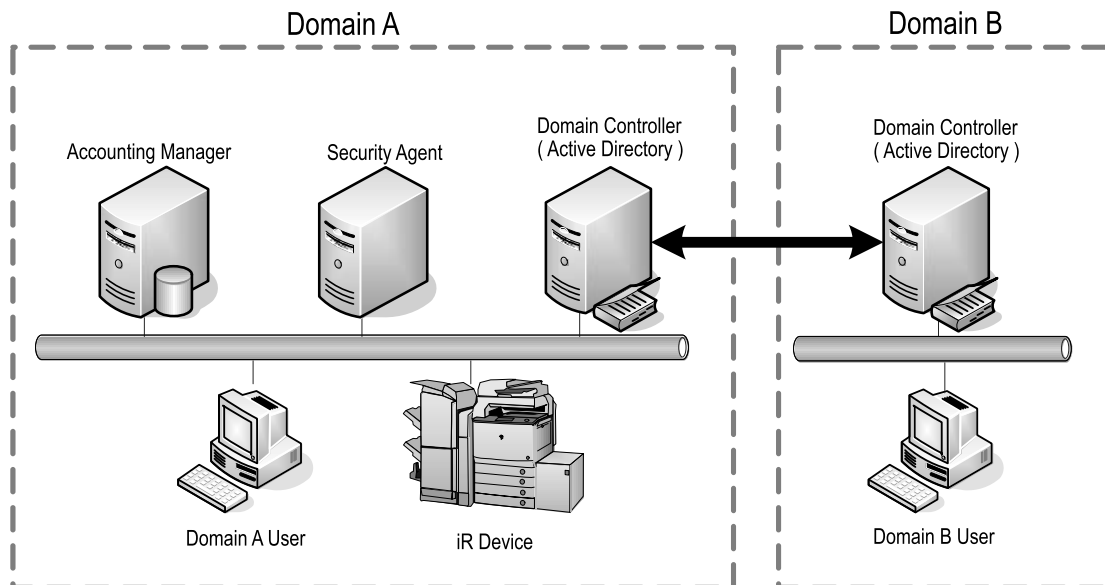 Domain A
Domain B
Accounting Manager
Security Agent
Domain Controller
( Active Directory )
Domain Controller
( Active Directory )
Domain A User
iR Device
Domain B User